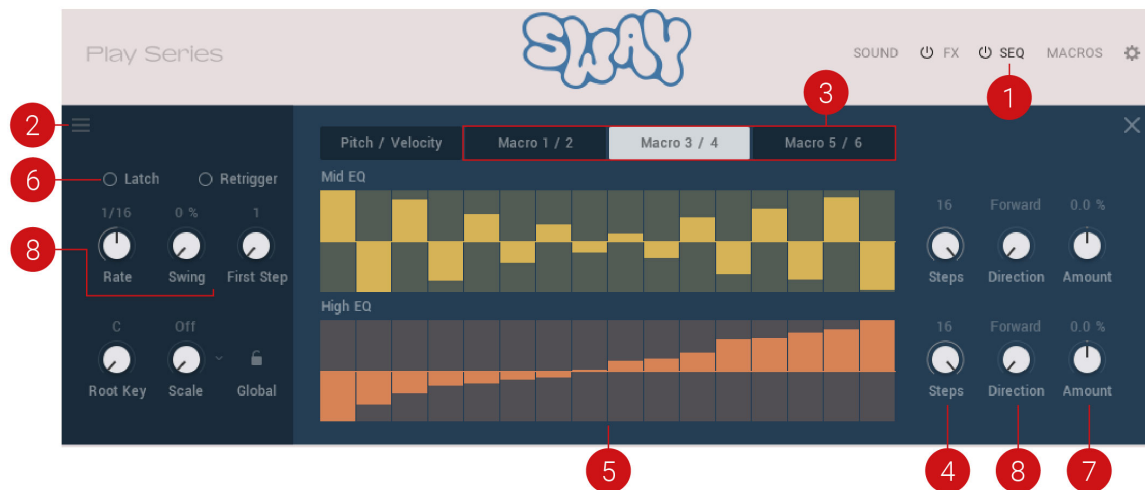 Play Series
SWAY
SOUND FX SEQ MACROS
1
3
2
Pitch / Velocity Macro 1 / 2 Macro 3 / 4 Macro 5 / 6
Mid EQ
6 Latch Retrigger
1/16 0 % 1
16 Forward 0.0 %
8
Rate Swing First Step
Steps Direction Amount
High EQ
C Off
16 Forward 0.0 %
Root Key Scale Global
Steps Direction Amount
5 4 8 7